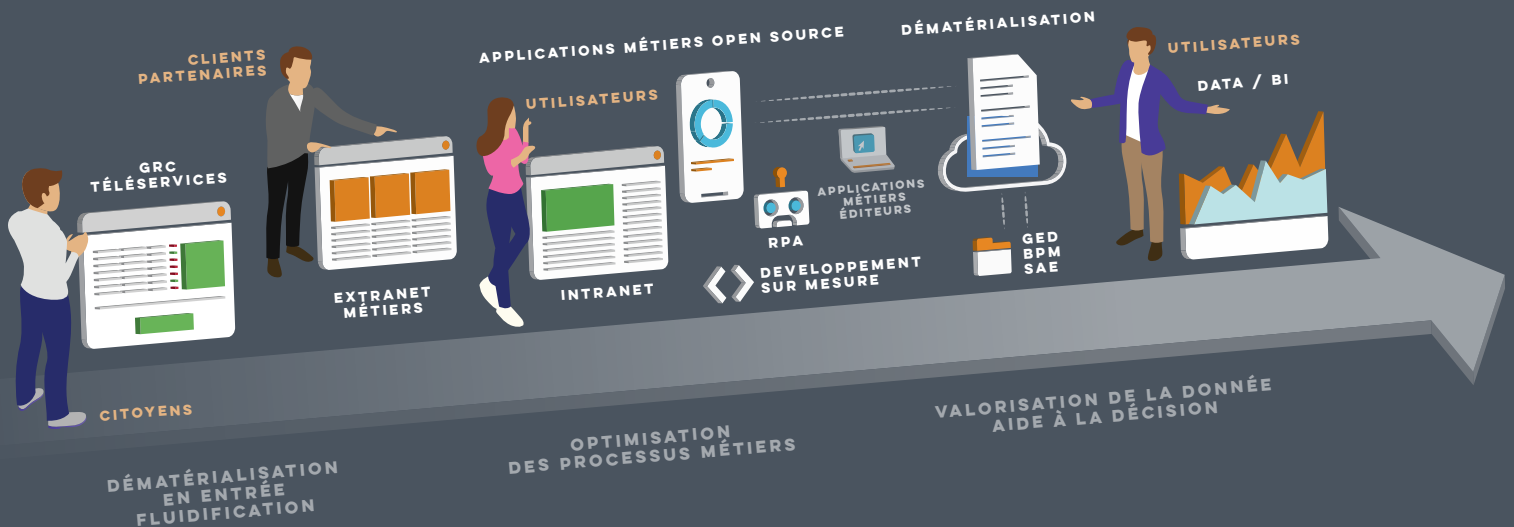 CLIENTS
PARTENAIRES
GRC
TÉLÉSERVICES
CITOYENS
EXTRANET
MÉTIERS
APPLICATIONS MÉTIERS OPEN SOURCE
UTILISATEURS
INTRANET
RPA
APPLICATIONS
MÉTIERS
ÉDITEURS
DEVELOPPEMENT
SUR MESURE
DÉMATÉRIALISATION
GED
BPM
SAE
UTILISATEURS
DATA / BI
DÉMATÉRIALISATION
EN ENTRÉE
FLUIDIFICATION
OPTIMISATION
DES PROCESSUS MÉTIERS
VALORISATION DE LA DONNÉE
AIDE À LA DÉCISION